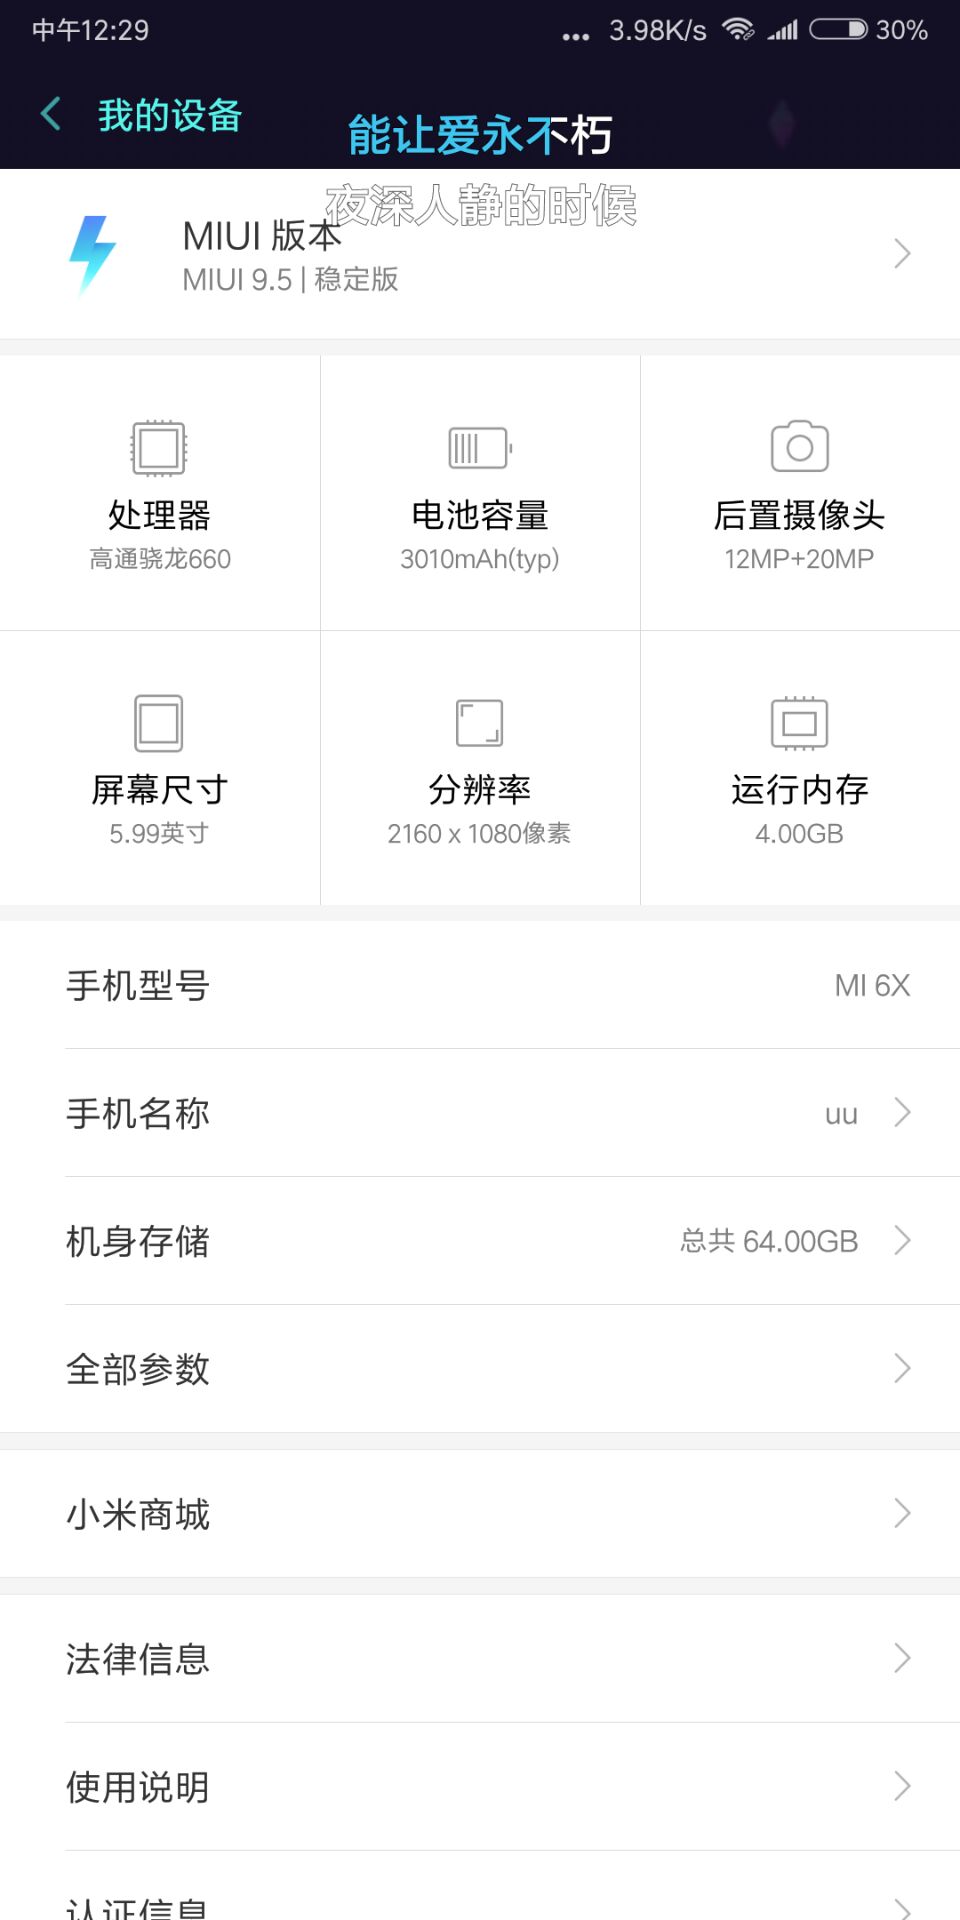 中午12:29
... 3.98K/s 30%
我的设备
能让爱永不朽
夜深人静的时候
MIUI 版本
MIUI 9.5 | 稳定版
处理器
高通骁龙660
电池容量
3010mAh(typ)
后置摄像头
12MP+20MP
屏幕尺寸
5.99英寸
分辨率
2160 x 1080像素
运行内存
4.00GB
手机型号
MI 6X
手机名称
uu
机身存储
总共 64.00GB
全部参数
小米商城
法律信息
使用说明
认证信息